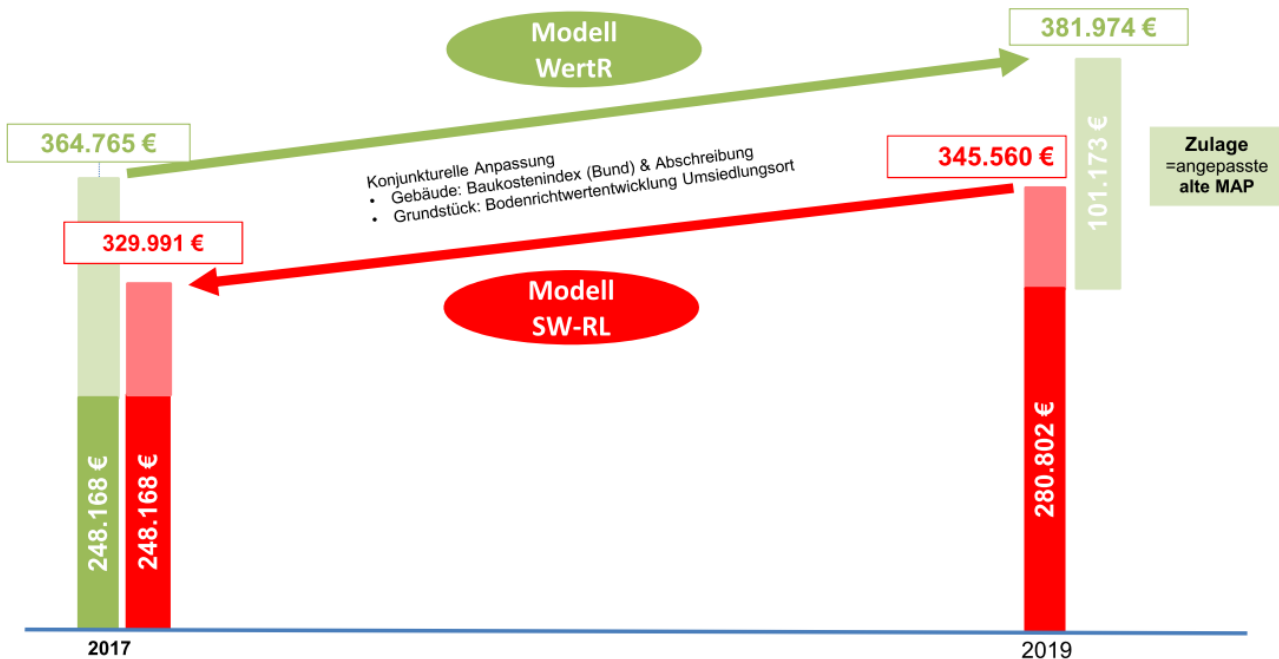 Modell
WertR
381.974 €
364.765 €
345.560 €
Konjunkturelle Anpassung
• Gebäude: Baukostenindex (Bund) & Abschreibung
• Grundstück: Bodenrichtwertentwicklung Umsiedlungsort
101.173 €
Zulage
=angepasste
alte MAP
329.991 €
Modell
SW-RL
248.168 €
248.168 €
280.802 €
2017
2019